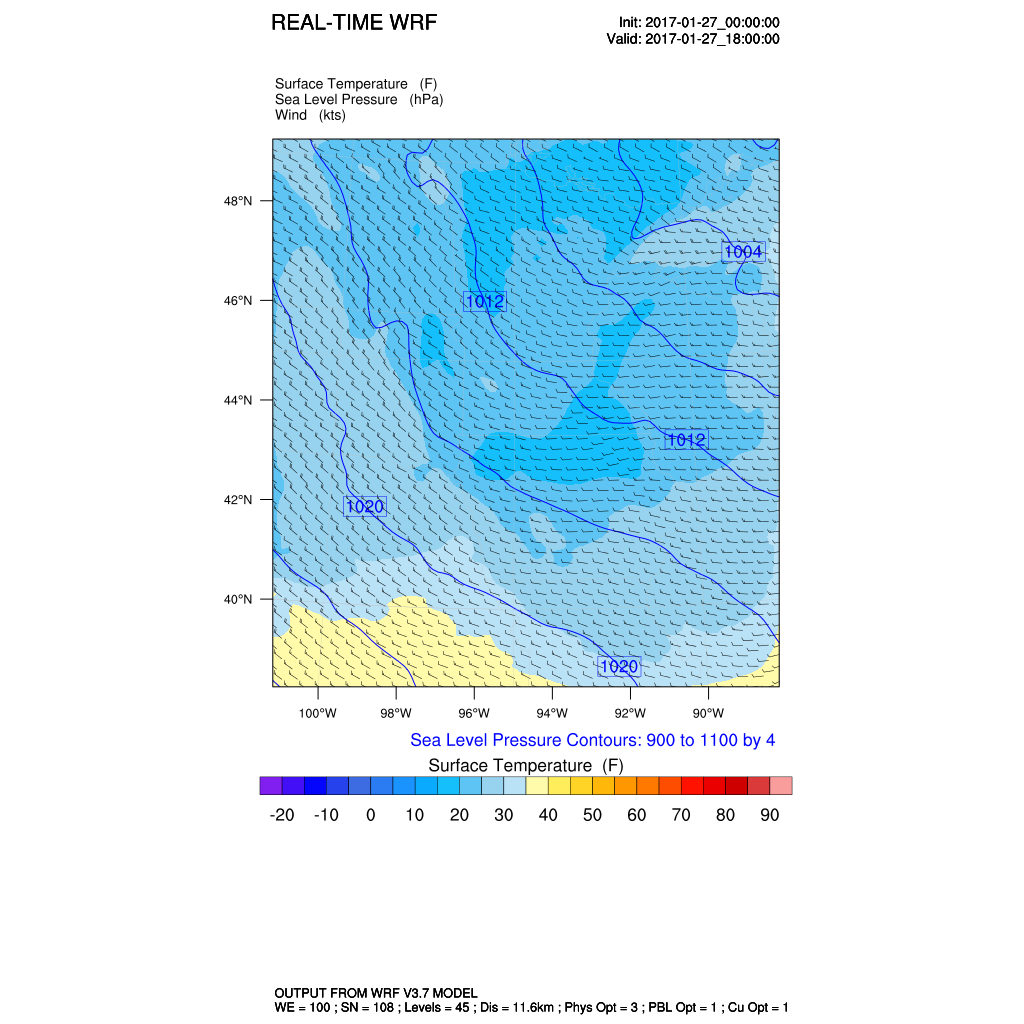 REAL-TIME WRF
Init: 2017-01-27_00:00:00
Valid: 2017-01-27_18:00:00
Surface Temperature (F)
Sea Level Pressure (hPa)
Wind (kts)
48°N
1004
46°N
1012
44°N
1012
42°N
1020
40°N
1020
100°W 98°W 96°W 94°W 92°W 90°W
Sea Level Pressure Contours: 900 to 1100 by 4
Surface Temperature (F)
-20 -10 0 10 20 30 40 50 60 70 80 90
OUTPUT FROM WRF V3.7 MODEL
WE = 100 ; SN = 108 ; Levels = 45 ; Dis = 11.6km ; Phys Opt = 3 ; PBL Opt = 1 ; Cu Opt = 1